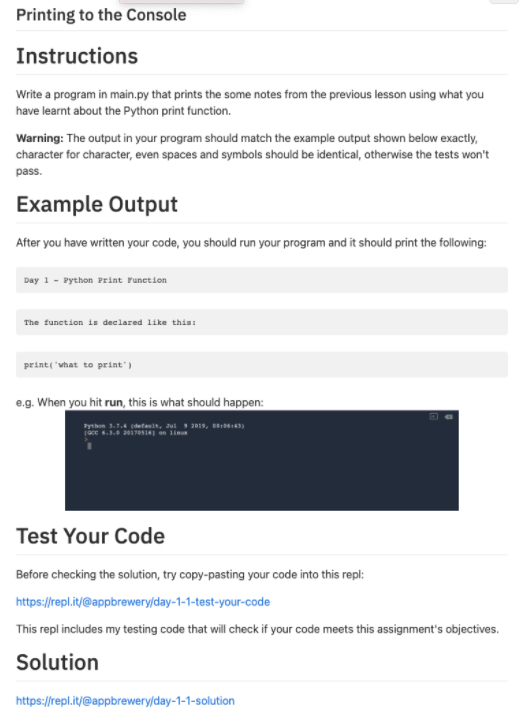 Printing to the Console
Instructions
Write a program in main.py that prints the some notes from the previous lesson using what you
have learnt about the Python print function.
Warning: The output in your program should match the example output shown below exactly,
character for character, even spaces and symbols should be identical, otherwise the tests won't
pass.
Example Output
After you have written your code, you should run your program and it should print the following:
Day 1 - Python Print Function
The function is declared like this:
print('what to print')
e.g. When you hit run, this is what should happen:
Python 3.7.4 (default, Jul 9 2019, 00:06:43)
[GCC 6.3.0 20170516] on linux
>
Test Your Code
Before checking the solution, try copy-pasting your code into this repl:
https://repl.it/@appbrewery/day-1-1-test-your-code
This repl includes my testing code that will check if your code meets this assignment's objectives.
Solution
https://repl.it/@appbrewery/day-1-1-solution